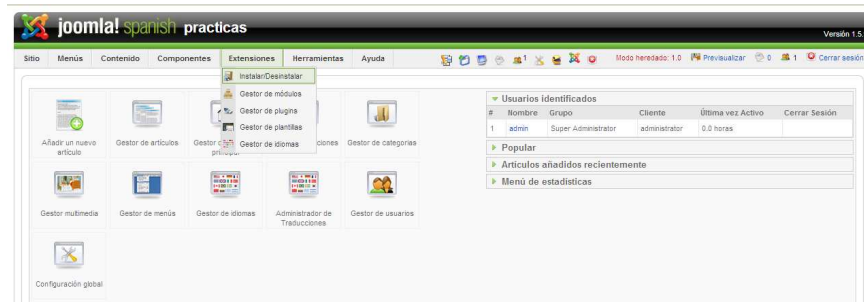 joomla! spanish practicas
Versión 1.5.
Sitio Menús Contenido Componentes Extensiones Herramientas Ayuda 1 Modo heredado: 1.0 Previsualizar 0 1 Cerrar sesión
Instalar/Desinstalar
Gestor de módulos
Gestor de plugins
Gestor de plantillas
Gestor de idiomas
Añadir un nuevo artículo
Gestor de artículos
Gestor
principal
Gestor de categorías
Gestor multimedia
Gestor de menús
Gestor de idiomas
Administrador de Traducciones
Gestor de usuarios
Configuración global
Usuarios identificados
# Nombre Grupo Cliente Última vez Activo Cerrar Sesión
1 admin Super Administrator administrator 0.0 horas
Popular
Artículos añadidos recientemente
Menú de estadísticas